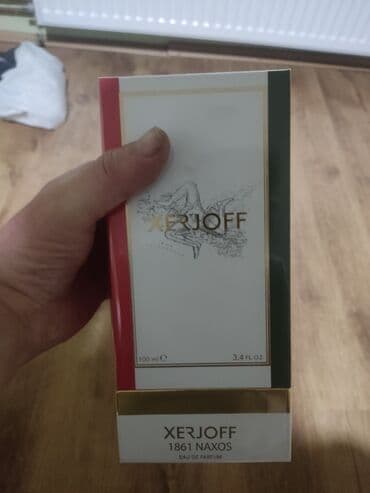 XERJOFF
100 ml ℮ 3.4 FL.OZ.
XERJOFF
1861 NAXOS
EAU DE PARFUM